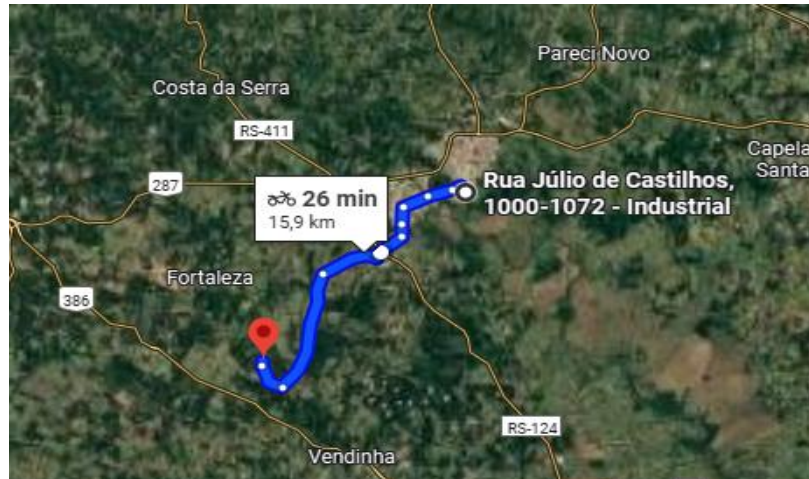 Pareci Novo
Costa da Serra
RS-411
Capela
Santa
287
26 min
15,9 km
Rua Júlio de Castilhos,
1000-1072 - Industrial
Fortaleza
386
RS-124
Vendinha